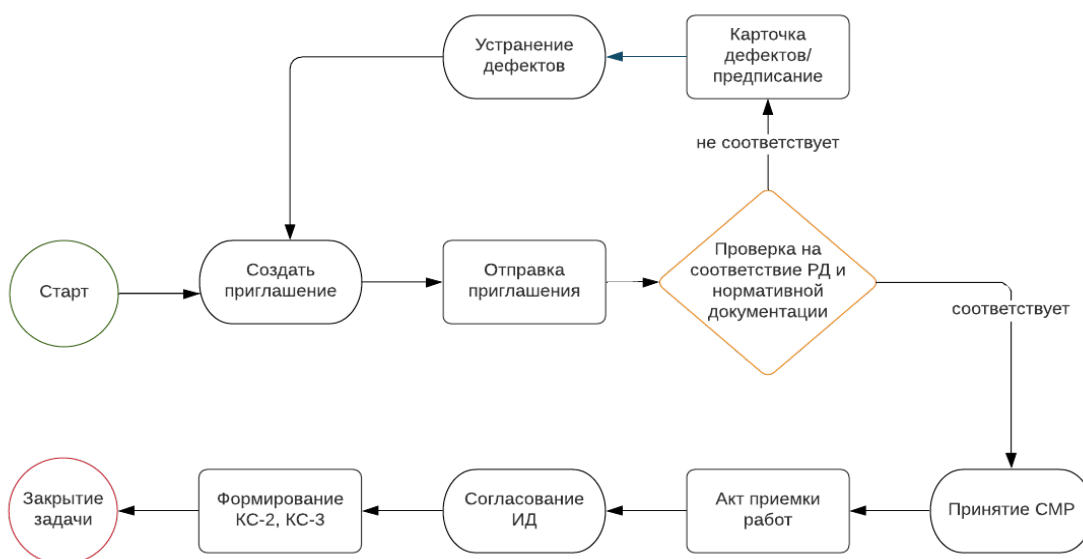 Устранение
дефектов
Карточка
дефектов/
предписание
не соответствует
Старт
Создать
приглашение
Отправка
приглашения
Проверка на
соответствие РД и
нормативной
документации
соответствует
Закрытие
задачи
Формирование
КС-2, КС-3
Согласование
ИД
Акт приемки
работ
Принятие СМР